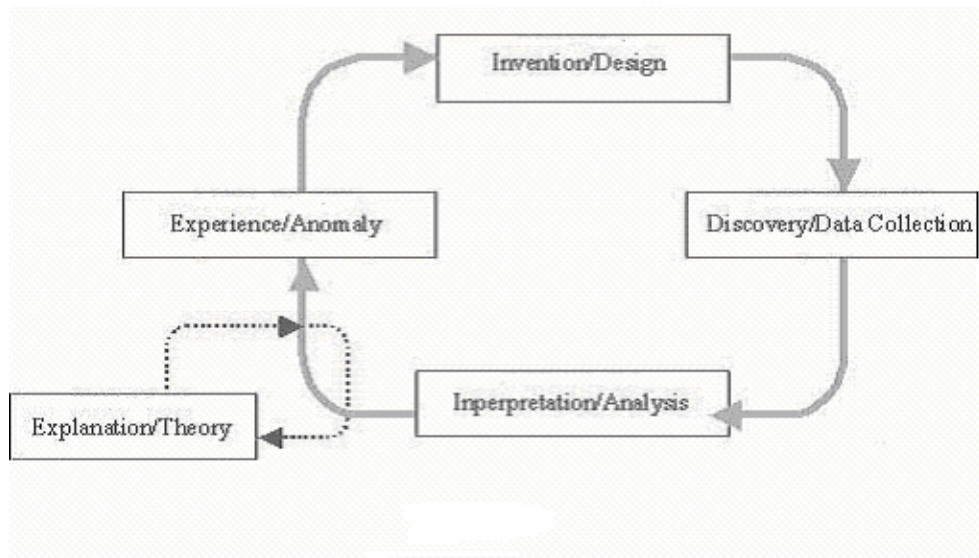 Invention/Design
Experience/Anomaly
Discovery/Data Collection
Inperpretation/Analysis
Explanation/Theory